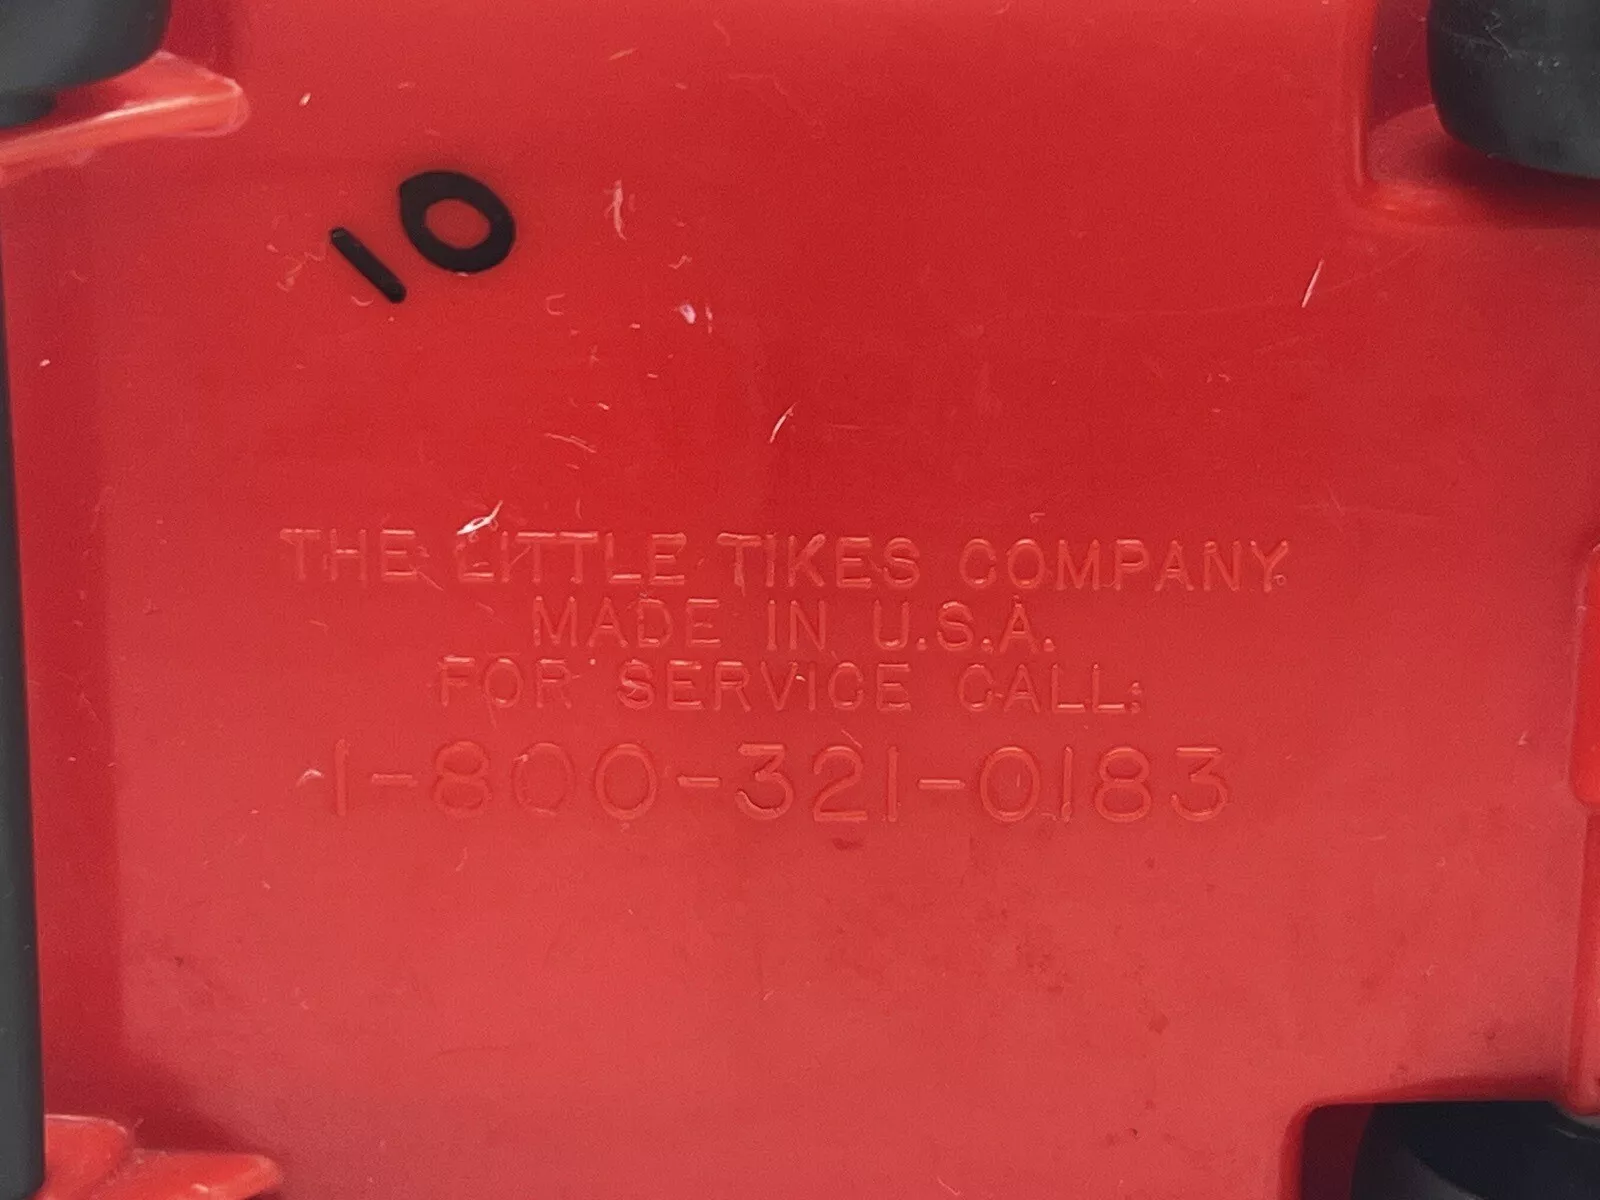 10
THE LITTLE TIKES COMPANY.
MADE IN U.S.A.
FOR SERVICE CALL:
1-800-321-0183